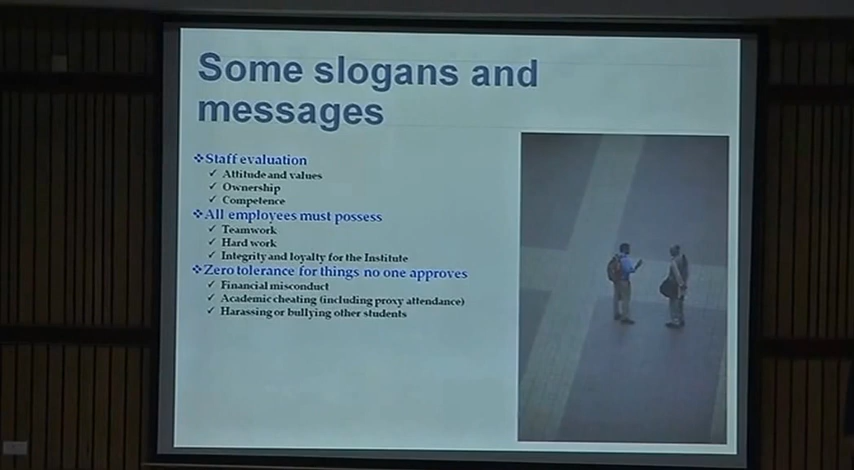 Some slogans and
messages
❖Staff evaluation
✓ Attitude and values
✓ Ownership
✓ Competence
❖All employees must possess
✓ Teamwork
✓ Hard work
✓ Integrity and loyalty for the Institute
❖Zero tolerance for things no one approves
✓ Financial misconduct
✓ Academic cheating (including proxy attendance)
✓ Harassing or bullying other students